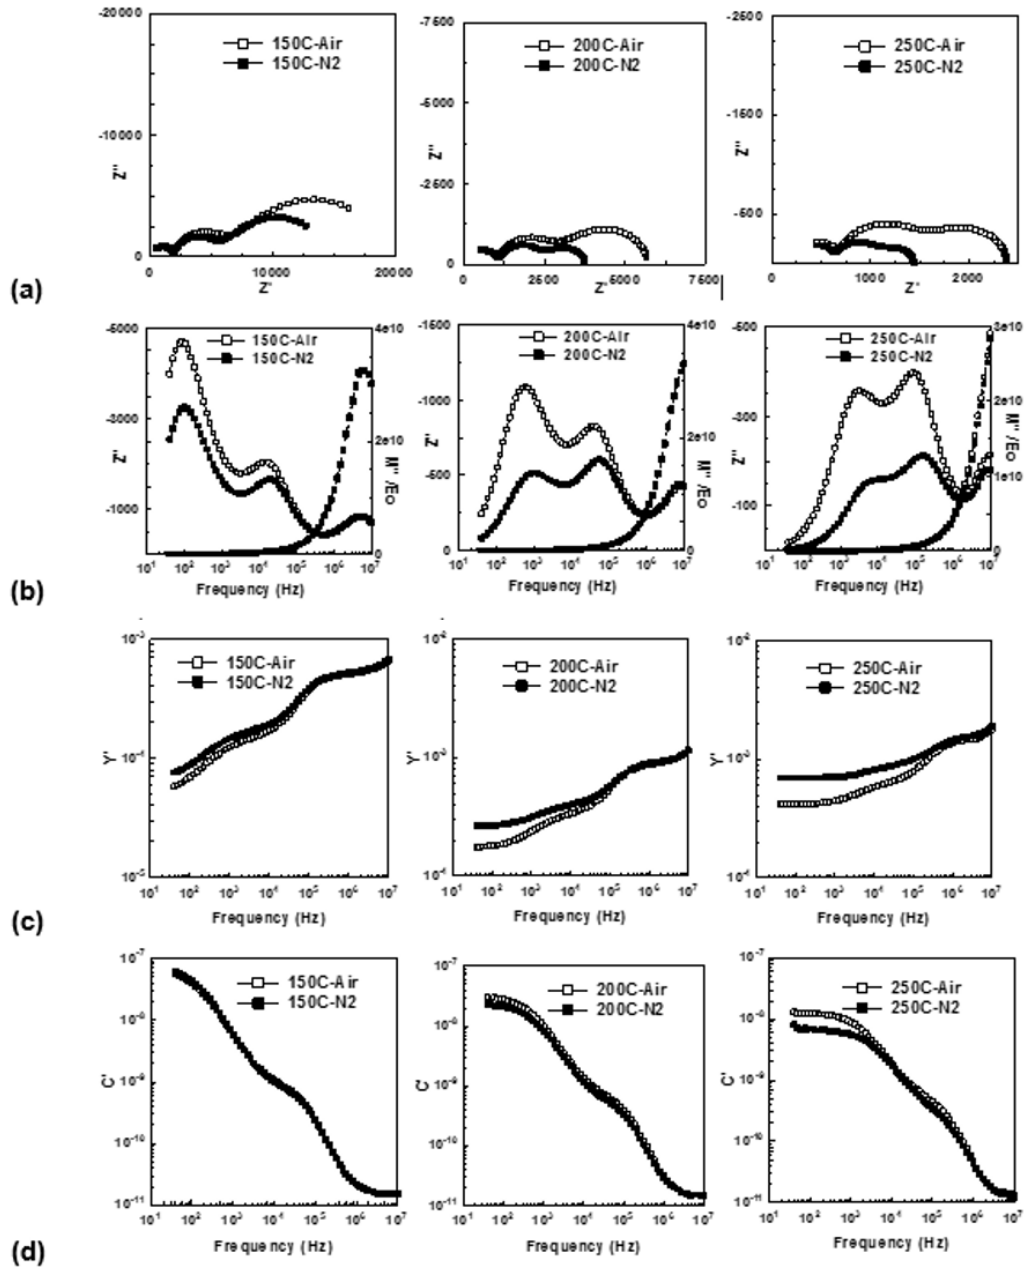 -20000
-10000
0
0
10000
20000
Z''
Z'
150C-Air
150C-N2
-7500
-5000
-2500
0
0
2500
5000
7500
Z''
Z'
200C-Air
200C-N2
-2500
-1500
-500
0
1000
2000
Z''
Z'
250C-Air
250C-N2
(a)
-5000
-3000
-1000
Z''
150C-Air
150C-N2
4e10
2e10
0
M''/Eo
10¹ 10² 10³ 10⁴ 10⁵ 10⁶ 10⁷
Frequency (Hz)
-1500
-1000
-500
0
Z''
200C-Air
200C-N2
4e10
2e10
0
M''/Eo
10¹ 10² 10³ 10⁴ 10⁵ 10⁶ 10⁷
Frequency (Hz)
-300
-100
Z''
250C-Air
250C-N2
3e10
2e10
1e10
0
M''/Eo
10¹ 10² 10³ 10⁴ 10⁵ 10⁶ 10⁷
Frequency (Hz)
(b)
10⁻³
10⁻⁴
10⁻⁵
Y'
150C-Air
150C-N2
10¹ 10² 10³ 10⁴ 10⁵ 10⁶ 10⁷
Frequency (Hz)
10⁻²
10⁻³
10⁻⁴
Y'
200C-Air
200C-N2
10¹ 10² 10³ 10⁴ 10⁵ 10⁶ 10⁷
Frequency (Hz)
10⁻²
10⁻³
10⁻⁴
Y'
250C-Air
250C-N2
10¹ 10² 10³ 10⁴ 10⁵ 10⁶ 10⁷
Frequency (Hz)
(c)
10⁻⁷
10⁻⁸
10⁻⁹
10⁻¹⁰
10⁻¹¹
C'
150C-Air
150C-N2
10¹ 10² 10³ 10⁴ 10⁵ 10⁶ 10⁷
Frequency (Hz)
10⁻⁷
10⁻⁸
10⁻⁹
10⁻¹⁰
10⁻¹¹
C'
200C-Air
200C-N2
10¹ 10² 10³ 10⁴ 10⁵ 10⁶ 10⁷
Frequency (Hz)
10⁻⁷
10⁻⁸
10⁻⁹
10⁻¹⁰
10⁻¹¹
C'
250C-Air
250C-N2
10¹ 10² 10³ 10⁴ 10⁵ 10⁶ 10⁷
Frequency (Hz)
(d)